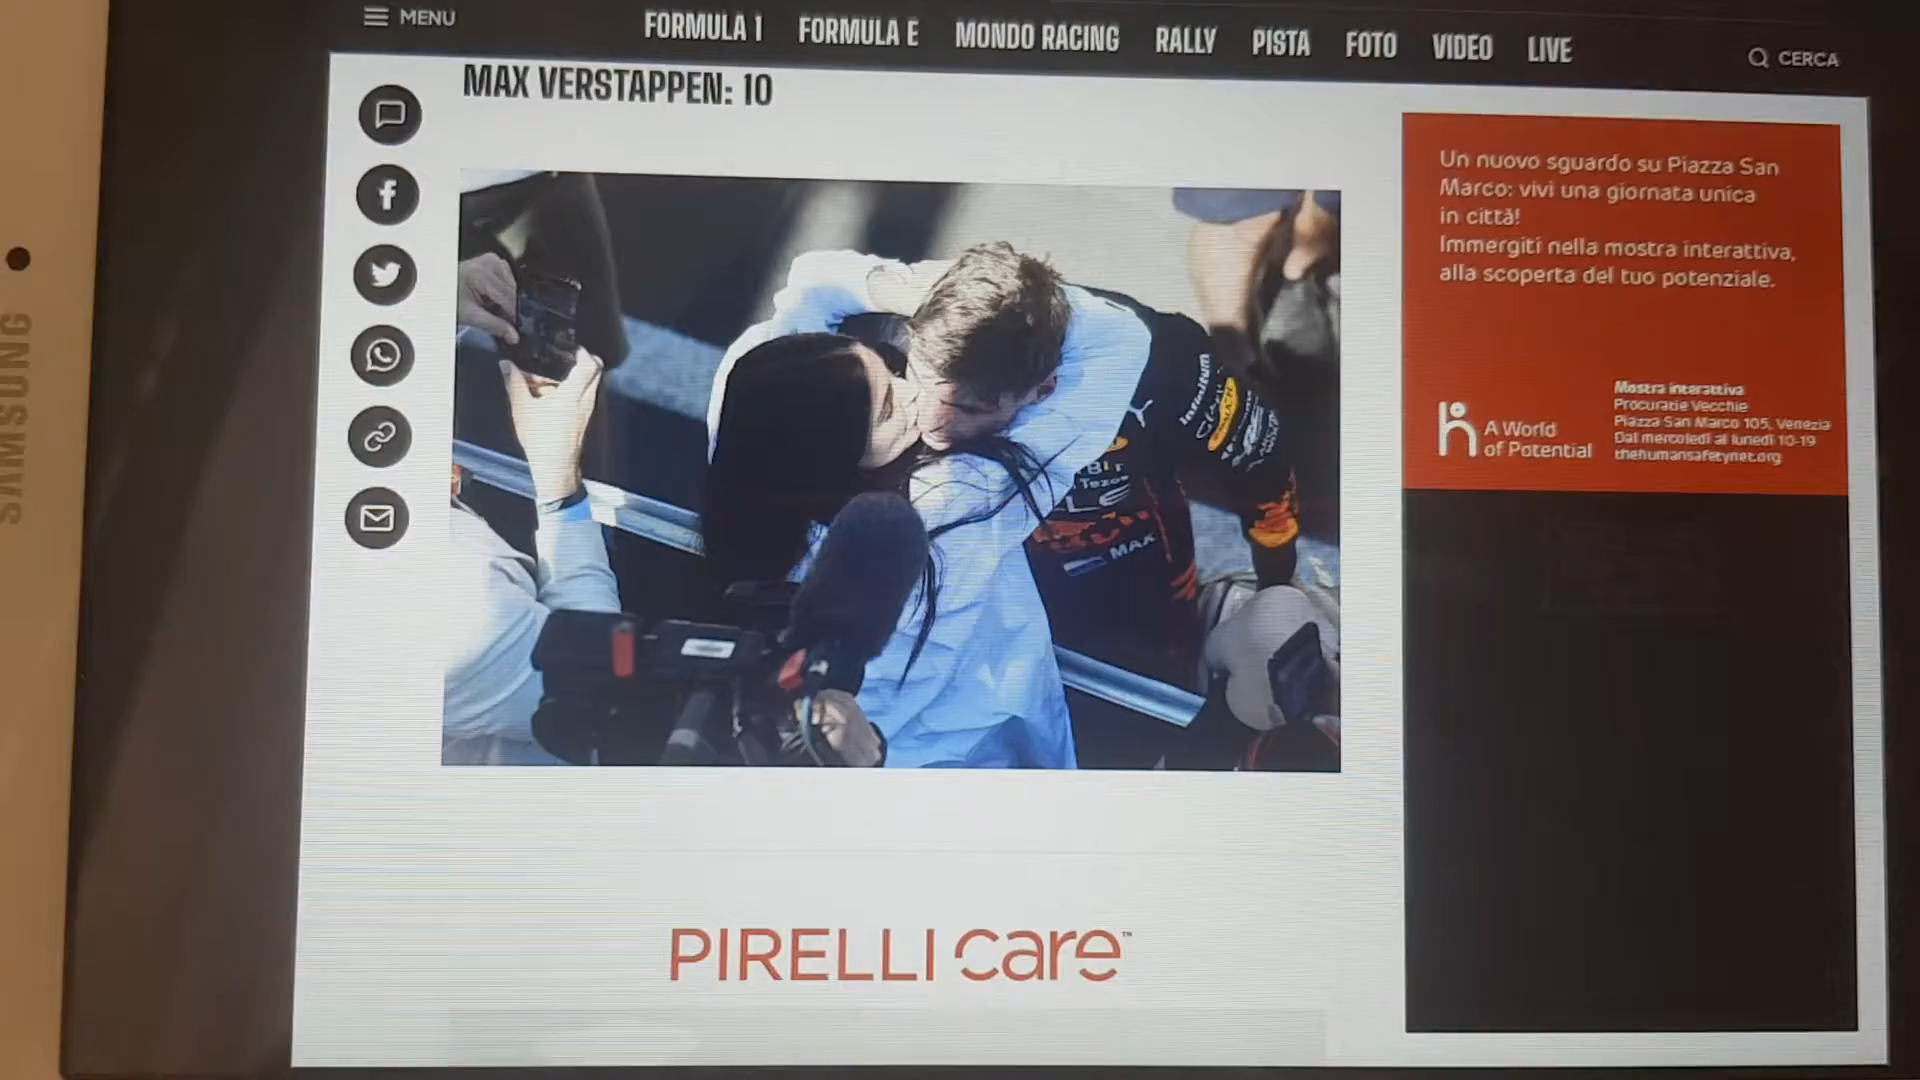 MENU
FORMULA 1
FORMULA E
MONDO RACING
RALLY
PISTA
FOTO
VIDEO
LIVE
CERCA
MAX VERSTAPPEN: 10
Un nuovo sguardo su Piazza San
Marco: vivi una giornata unica
in città!
Immergiti nella mostra interattiva,
alla scoperta del tuo potenziale.
A World
of Potential
Mostra interattiva
Procuratie Vecchie
Piazza San Marco 105, Venezia
Dal mercoledì al lunedì 10-19
thehumansafetynet.org
infinitum
Tezos
MAX
PIRELLI care™
SAMSUNG